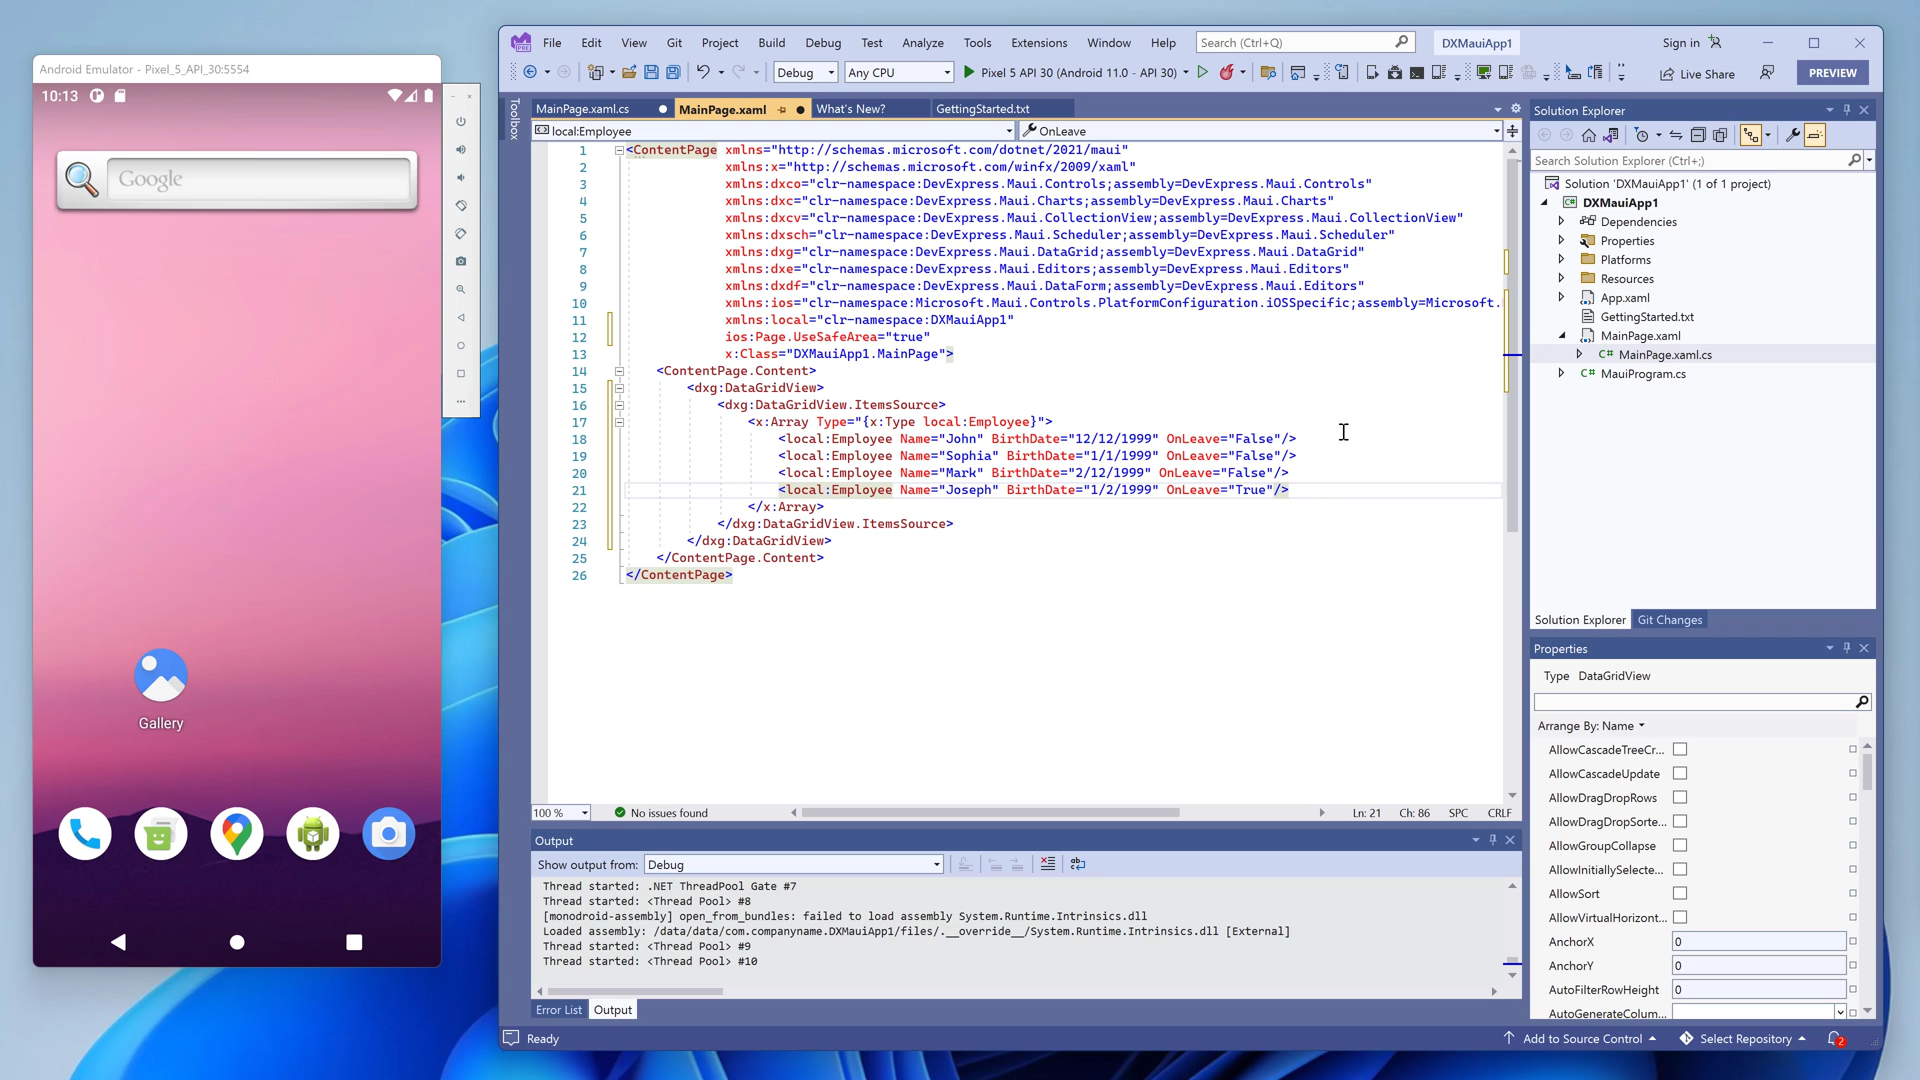 Android Emulator - Pixel_5_API_30:5554
10:13
Google
Gallery
File Edit View Git Project Build Debug Test Analyze Tools Extensions Window Help Search (Ctrl+Q) DXMauiApp1 Sign in
Debug Any CPU Pixel 5 API 30 (Android 11.0 - API 30) Live Share PREVIEW
Toolbox
MainPage.xaml.cs MainPage.xaml What's New? GettingStarted.txt
local:Employee OnLeave
1 <ContentPage xmlns="http://schemas.microsoft.com/dotnet/2021/maui"
2 xmlns:x="http://schemas.microsoft.com/winfx/2009/xaml"
3 xmlns:dxco="clr-namespace:DevExpress.Maui.Controls;assembly=DevExpress.Maui.Controls"
4 xmlns:dxc="clr-namespace:DevExpress.Maui.Charts;assembly=DevExpress.Maui.Charts"
5 xmlns:dxcv="clr-namespace:DevExpress.Maui.CollectionView;assembly=DevExpress.Maui.CollectionView"
6 xmlns:dxsch="clr-namespace:DevExpress.Maui.Scheduler;assembly=DevExpress.Maui.Scheduler"
7 xmlns:dxg="clr-namespace:DevExpress.Maui.DataGrid;assembly=DevExpress.Maui.DataGrid"
8 xmlns:dxe="clr-namespace:DevExpress.Maui.Editors;assembly=DevExpress.Maui.Editors"
9 xmlns:dxdf="clr-namespace:DevExpress.Maui.DataForm;assembly=DevExpress.Maui.Editors"
10 xmlns:ios="clr-namespace:Microsoft.Maui.Controls.PlatformConfiguration.iOSSpecific;assembly=Microsoft.
11 xmlns:local="clr-namespace:DXMauiApp1"
12 ios:Page.UseSafeArea="true"
13 x:Class="DXMauiApp1.MainPage">
14 <ContentPage.Content>
15 <dxg:DataGridView>
16 <dxg:DataGridView.ItemsSource>
17 <x:Array Type="{x:Type local:Employee}">
18 <local:Employee Name="John" BirthDate="12/12/1999" OnLeave="False"/>
19 <local:Employee Name="Sophia" BirthDate="1/1/1999" OnLeave="False"/>
20 <local:Employee Name="Mark" BirthDate="2/12/1999" OnLeave="False"/>
21 <local:Employee Name="Joseph" BirthDate="1/2/1999" OnLeave="True"/>
22 </x:Array>
23 </dxg:DataGridView.ItemsSource>
24 </dxg:DataGridView>
25 </ContentPage.Content>
26 </ContentPage>
100 % No issues found Ln: 21 Ch: 86 SPC CRLF
Output
Show output from: Debug
Thread started: .NET ThreadPool Gate #7
Thread started: <Thread Pool> #8
[monodroid-assembly] open_from_bundles: failed to load assembly System.Runtime.Intrinsics.dll
Loaded assembly: /data/data/com.companyname.DXMauiApp1/files/.__override__/System.Runtime.Intrinsics.dll [External]
Thread started: <Thread Pool> #9
Thread started: <Thread Pool> #10
Error List Output
Ready Add to Source Control Select Repository 2
Solution Explorer
Search Solution Explorer (Ctrl+;)
Solution 'DXMauiApp1' (1 of 1 project)
DXMauiApp1
Dependencies
Properties
Platforms
Resources
App.xaml
GettingStarted.txt
MainPage.xaml
C# MainPage.xaml.cs
C# MauiProgram.cs
Solution Explorer Git Changes
Properties
Type DataGridView
Arrange By: Name
AllowCascadeTreeCr...
AllowCascadeUpdate
AllowDragDropRows
AllowDragDropSorte...
AllowGroupCollapse
AllowInitiallySelecte...
AllowSort
AllowVirtualHorizont...
AnchorX 0
AnchorY 0
AutoFilterRowHeight 0
AutoGenerateColum...